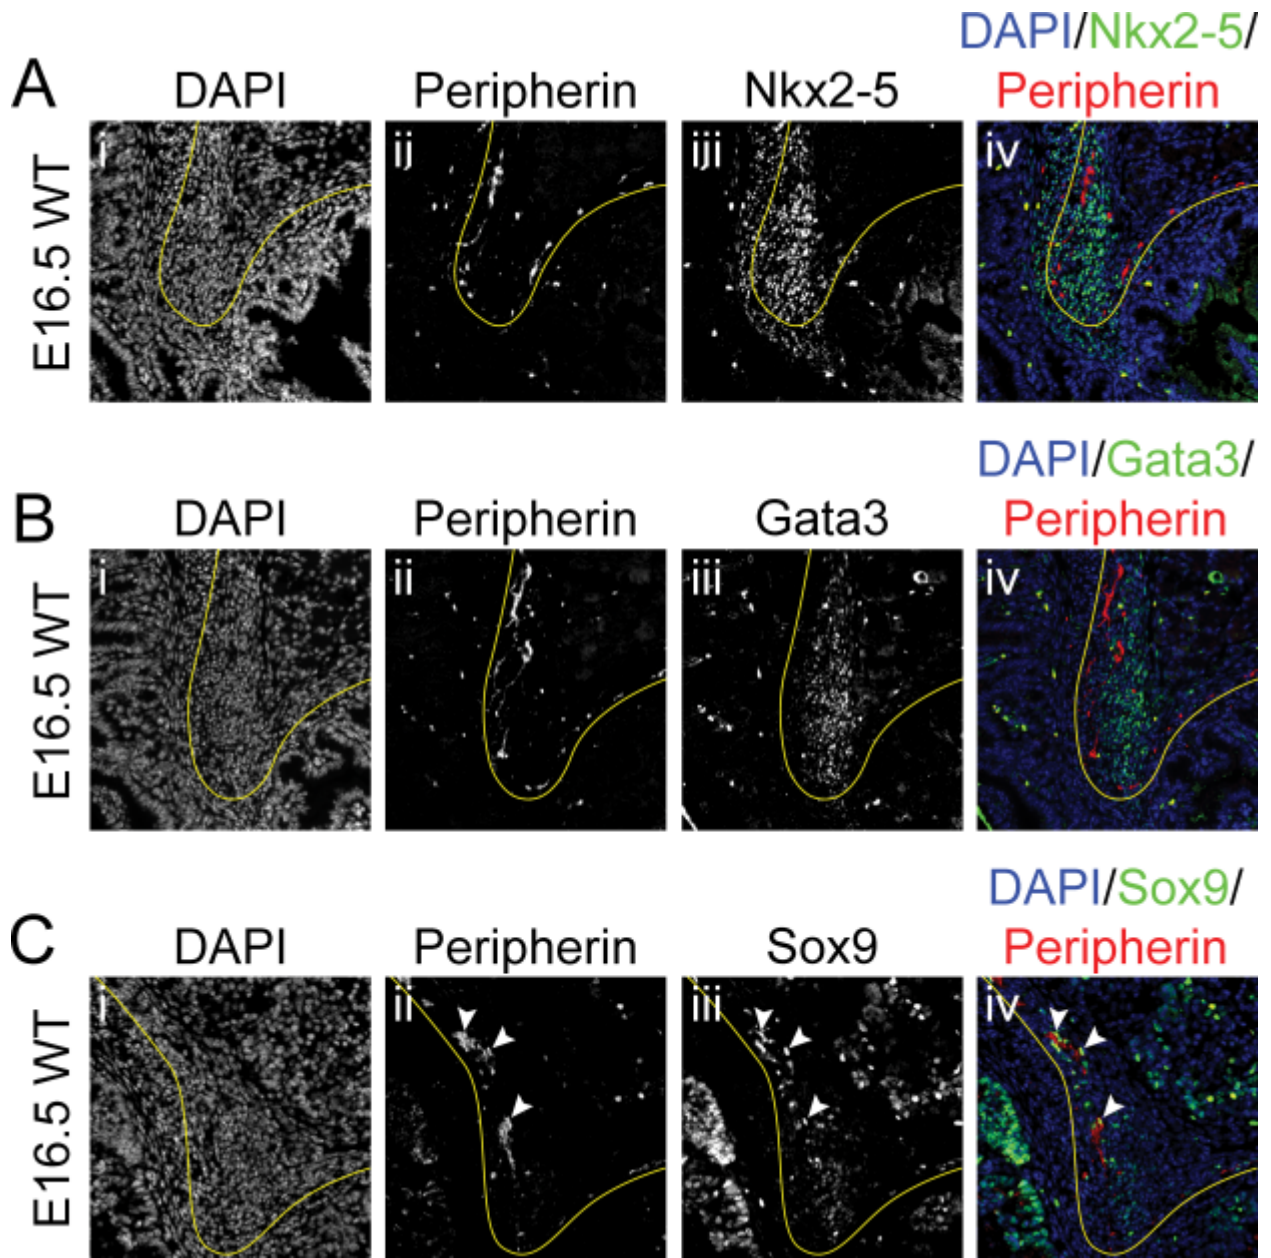 DAPI/Nkx2-5/
A DAPI Peripherin Nkx2-5 Peripherin
E16.5 WT
i ii iii iv
DAPI/Gata3/
B DAPI Peripherin Gata3 Peripherin
E16.5 WT
i ii iii iv
DAPI/Sox9/
C DAPI Peripherin Sox9 Peripherin
E16.5 WT
i ii iii iv